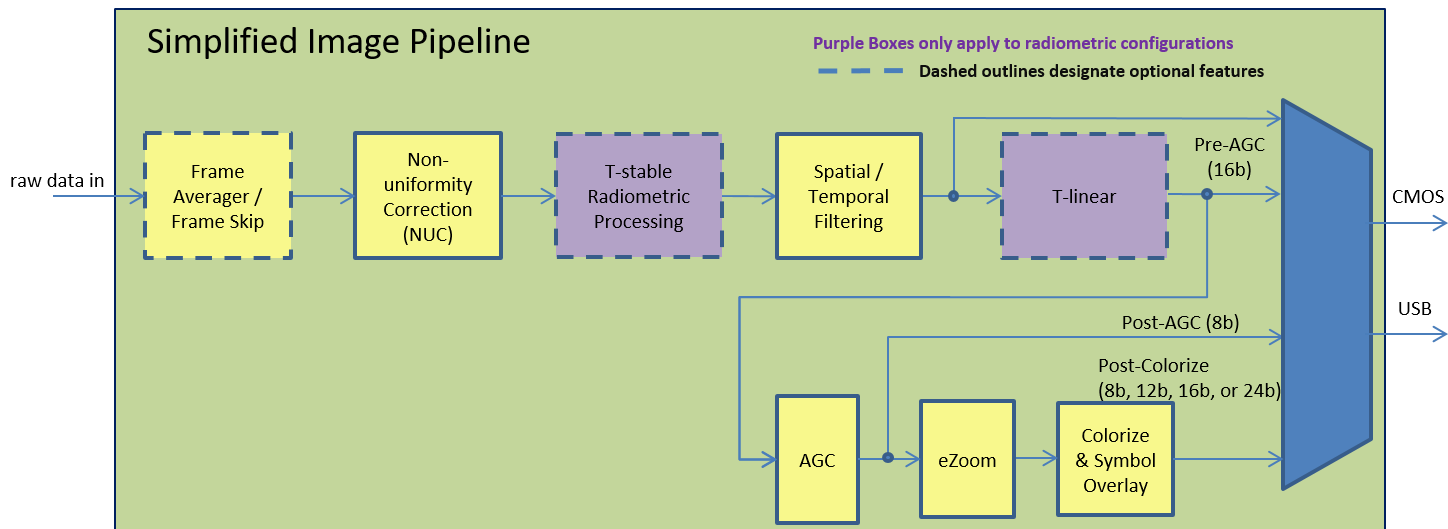 Simplified Image Pipeline
Purple Boxes only apply to radiometric configurations
Dashed outlines designate optional features
raw data in
Frame
Averager /
Frame Skip
Non-
uniformity
Correction
(NUC)
T-stable
Radiometric
Processing
Spatial /
Temporal
Filtering
T-linear
Pre-AGC
(16b)
CMOS
USB
Post-AGC (8b)
Post-Colorize
(8b, 12b, 16b, or 24b)
AGC
eZoom
Colorize
& Symbol
Overlay